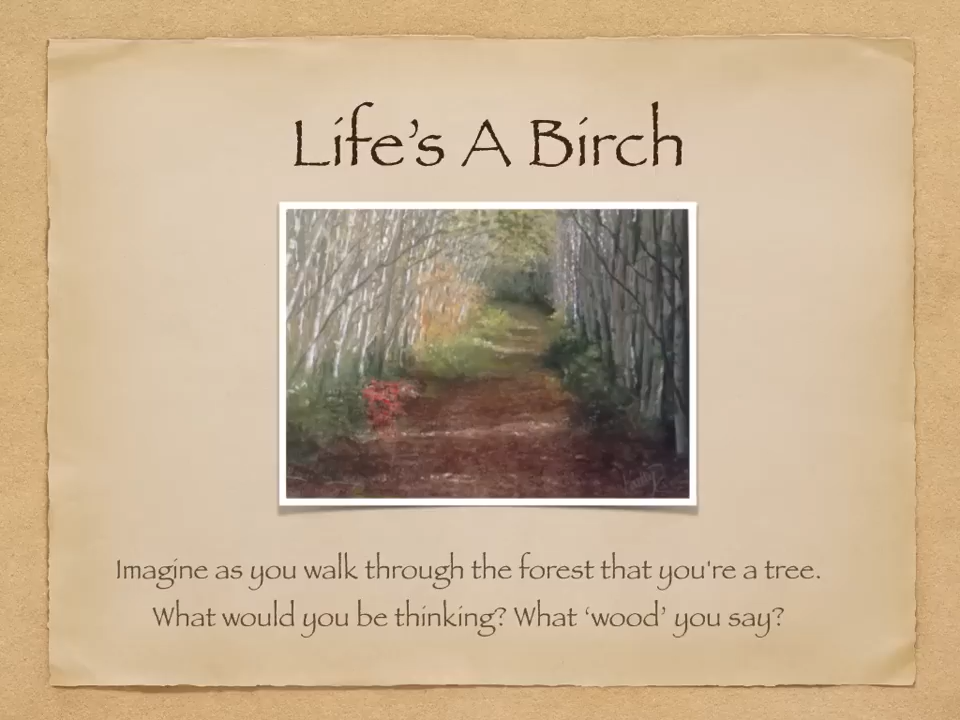 Life’s A Birch
Imagine as you walk through the forest that you're a tree.
What would you be thinking? What ‘wood’ you say?